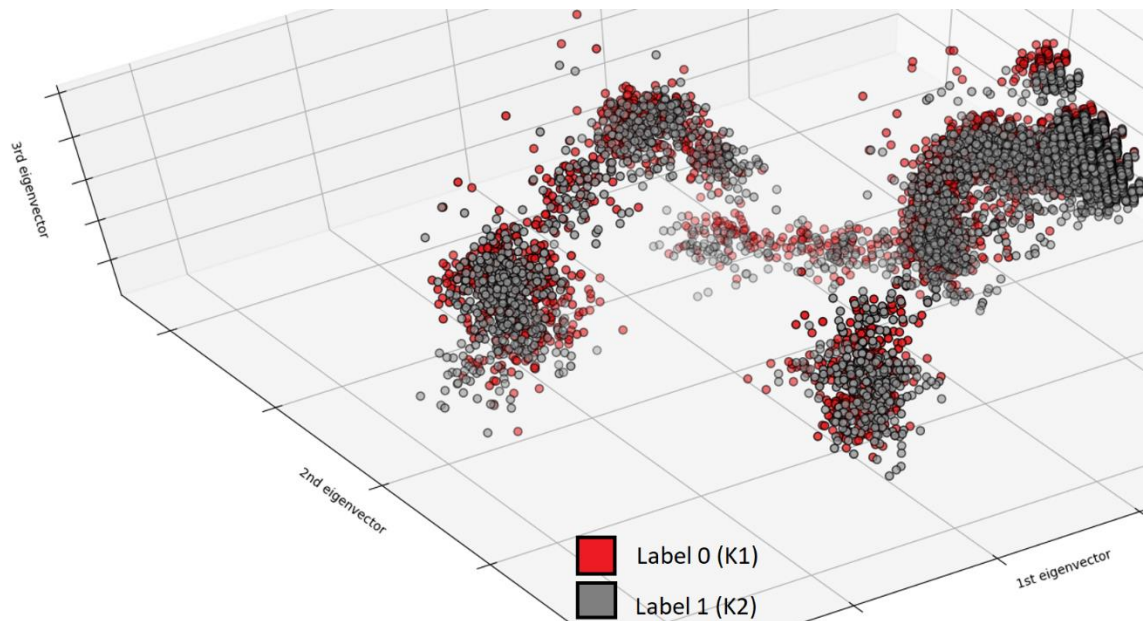 3rd eigenvector
2nd eigenvector
1st eigenvector
Label 0 (K1)
Label 1 (K2)